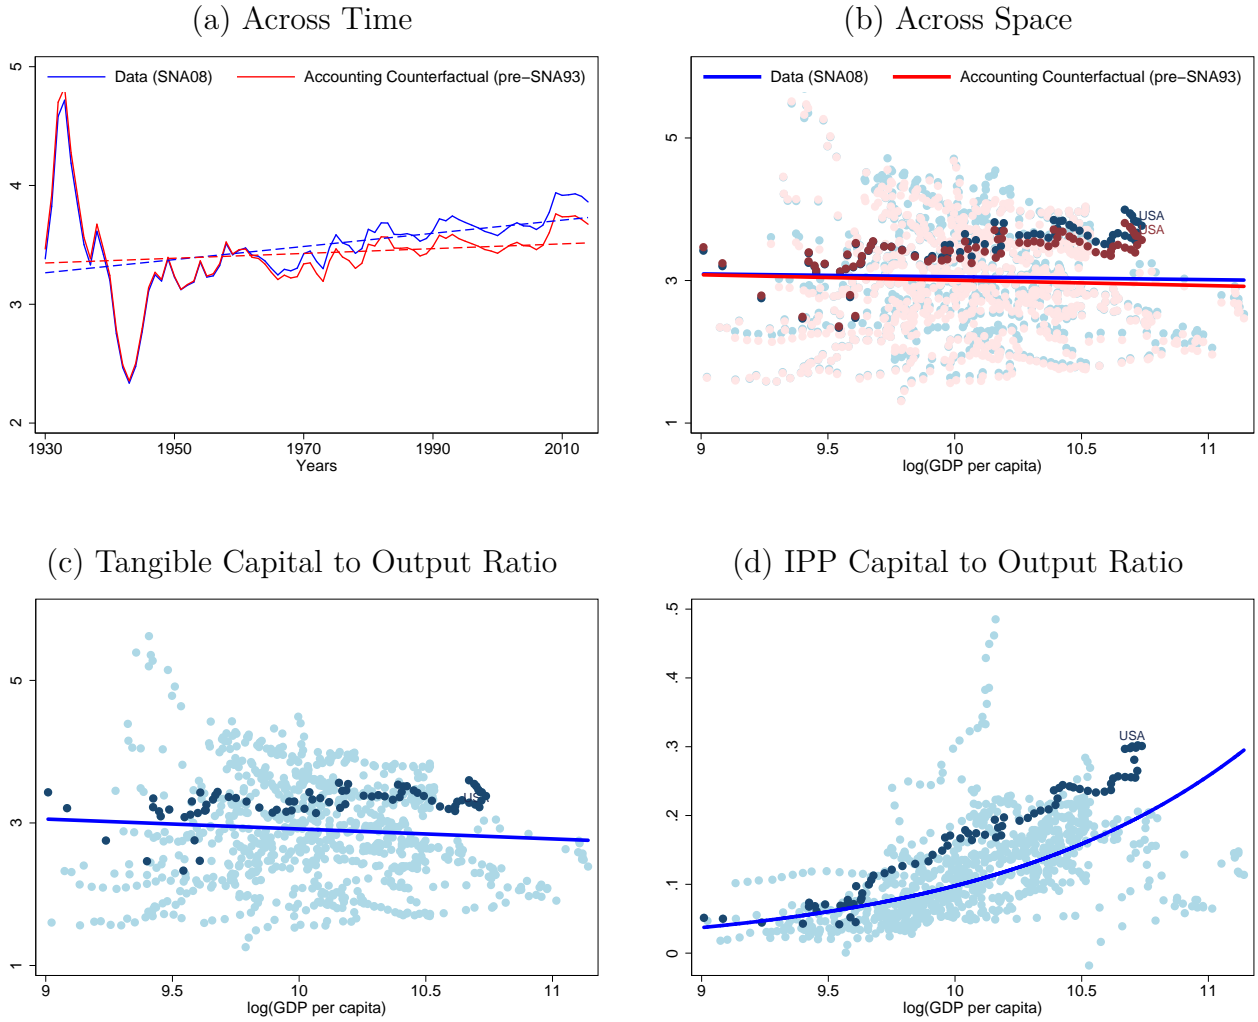 (a) Across Time
Data (SNA08)
Accounting Counterfactual (pre−SNA93)
5
4
3
2
1930
1950
1970
1990
2010
Years
(b) Across Space
Data (SNA08)
Accounting Counterfactual (pre−SNA93)
5
3
1
USA
USA
9
9.5
10
10.5
11
log(GDP per capita)
(c) Tangible Capital to Output Ratio
5
3
1
USA
9
9.5
10
10.5
11
log(GDP per capita)
(d) IPP Capital to Output Ratio
.5
.4
.3
.2
.1
0
USA
9
9.5
10
10.5
11
log(GDP per capita)